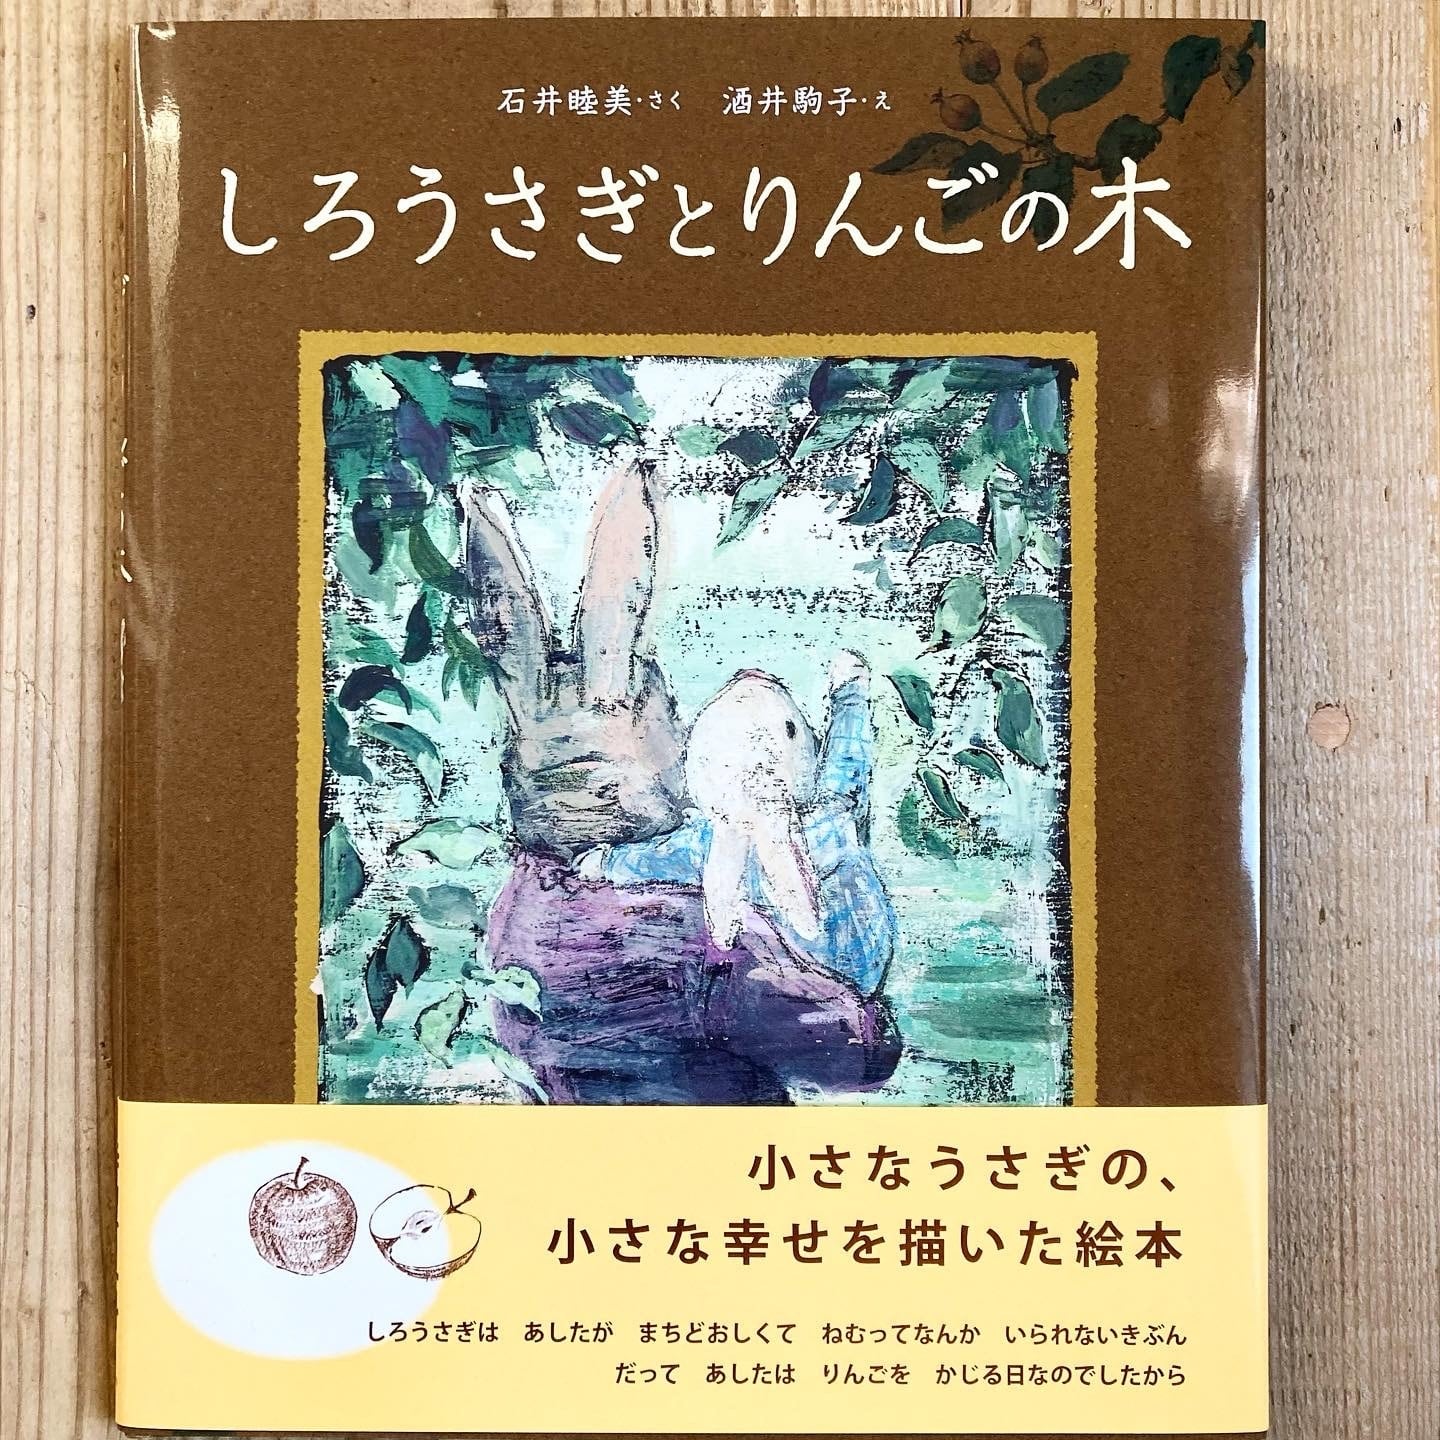 石井睦美・さく　酒井駒子・え
しろうさぎとりんごの木
小さなうさぎの、
小さな幸せを描いた絵本
しろうさぎは　あしたが　まちどおしくて　ねむってなんか　いられないきぶん
だって　あしたは　りんごを　かじる日なのでしたから